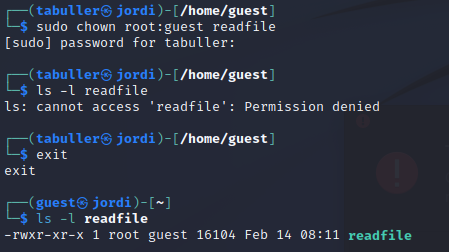 ┌──(tabuller㉿jordi)-[/home/guest]
└─$ sudo chown root:guest readfile
[sudo] password for tabuller:
┌──(tabuller㉿jordi)-[/home/guest]
└─$ ls -l readfile
ls: cannot access 'readfile': Permission denied
┌──(tabuller㉿jordi)-[/home/guest]
└─$ exit
exit
┌──(guest㉿jordi)-[~]
└─$ ls -l readfile
-rwxr-xr-x 1 root guest 16104 Feb 14 08:11 readfile